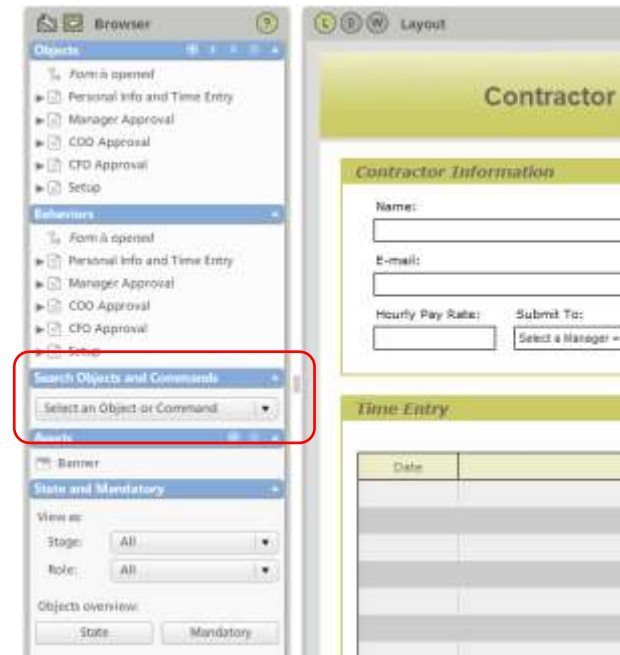 Browser
?
Objects
Form is opened
Personal Info and Time Entry
Manager Approval
COO Approval
CFO Approval
Setup
Behaviors
Form is opened
Personal Info and Time Entry
Manager Approval
COO Approval
CFO Approval
Setup
Search Objects and Commands
Select an Object or Command
Assets
Banner
State and Mandatory
View as:
Stage: All
Role: All
Objects overview:
State Mandatory
L B W Layout
Contractor
Contractor Information
Name:
E-mail:
Hourly Pay Rate: Submit To:
Select a Manager
Time Entry
Date